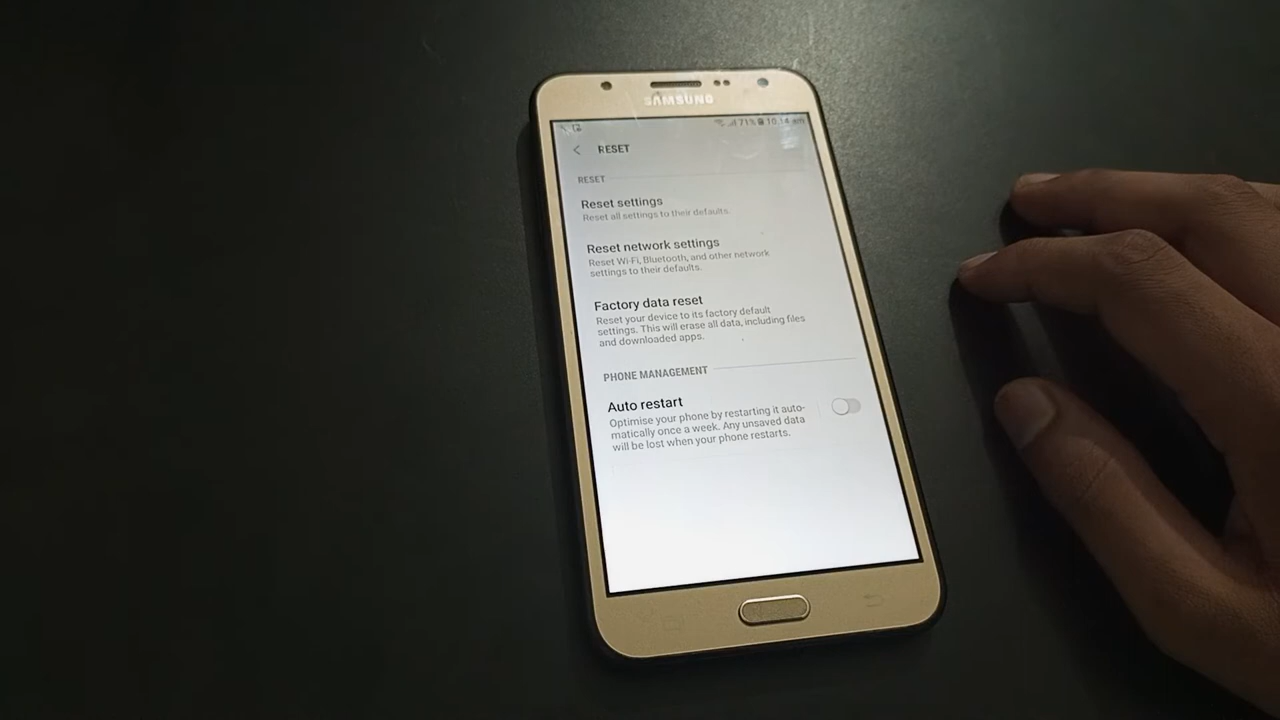 SAMSUNG
71% 10:14 am
RESET
RESET
Reset settings
Reset all settings to their defaults.
Reset network settings
Reset Wi-Fi, Bluetooth, and other network
settings to their defaults.
Factory data reset
Reset your device to its factory default
settings. This will erase all data, including files
and downloaded apps.
PHONE MANAGEMENT
Auto restart
Optimise your phone by restarting it auto-
matically once a week. Any unsaved data
will be lost when your phone restarts.